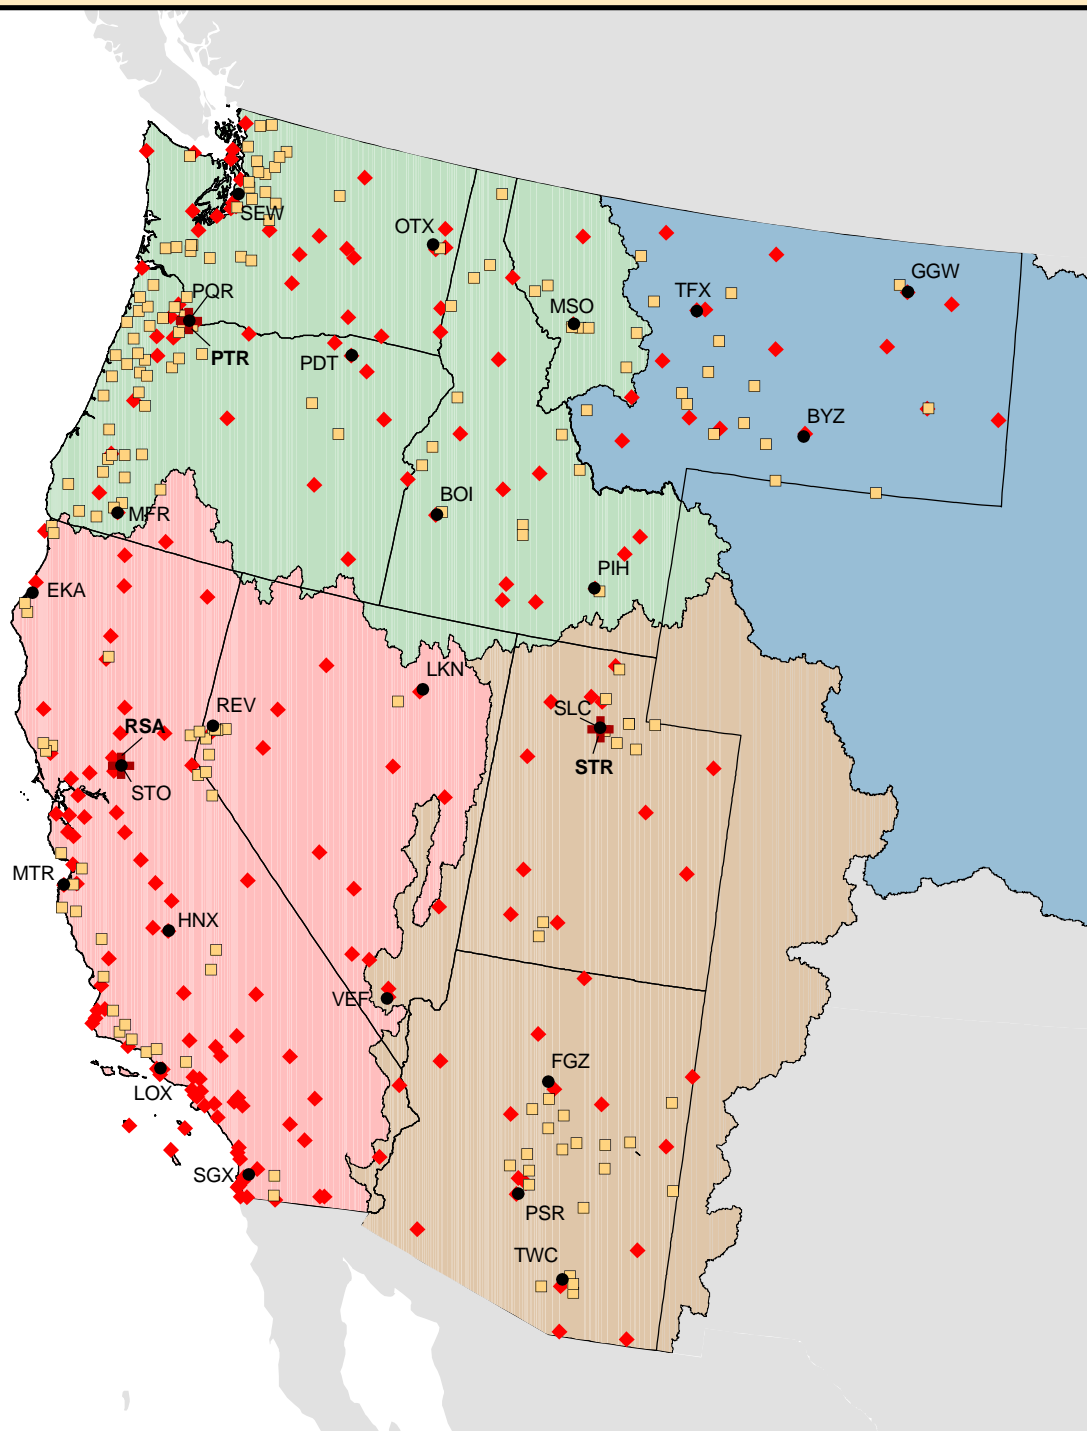 SEW
OTX
GGW
PQR
TFX
MSO
PTR
PDT
BYZ
BOI
MFR
PIH
EKA
LKN
REV
SLC
RSA
STR
STO
MTR
HNX
VEF
FGZ
LOX
SGX
PSR
TWC